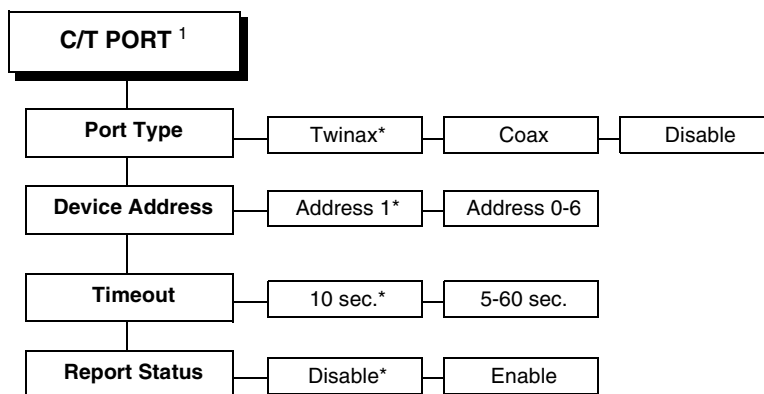 C/T PORT 1
Port Type Twinax* Coax Disable
Device Address Address 1* Address 0-6
Timeout 10 sec.* 5-60 sec.
Report Status Disable* Enable